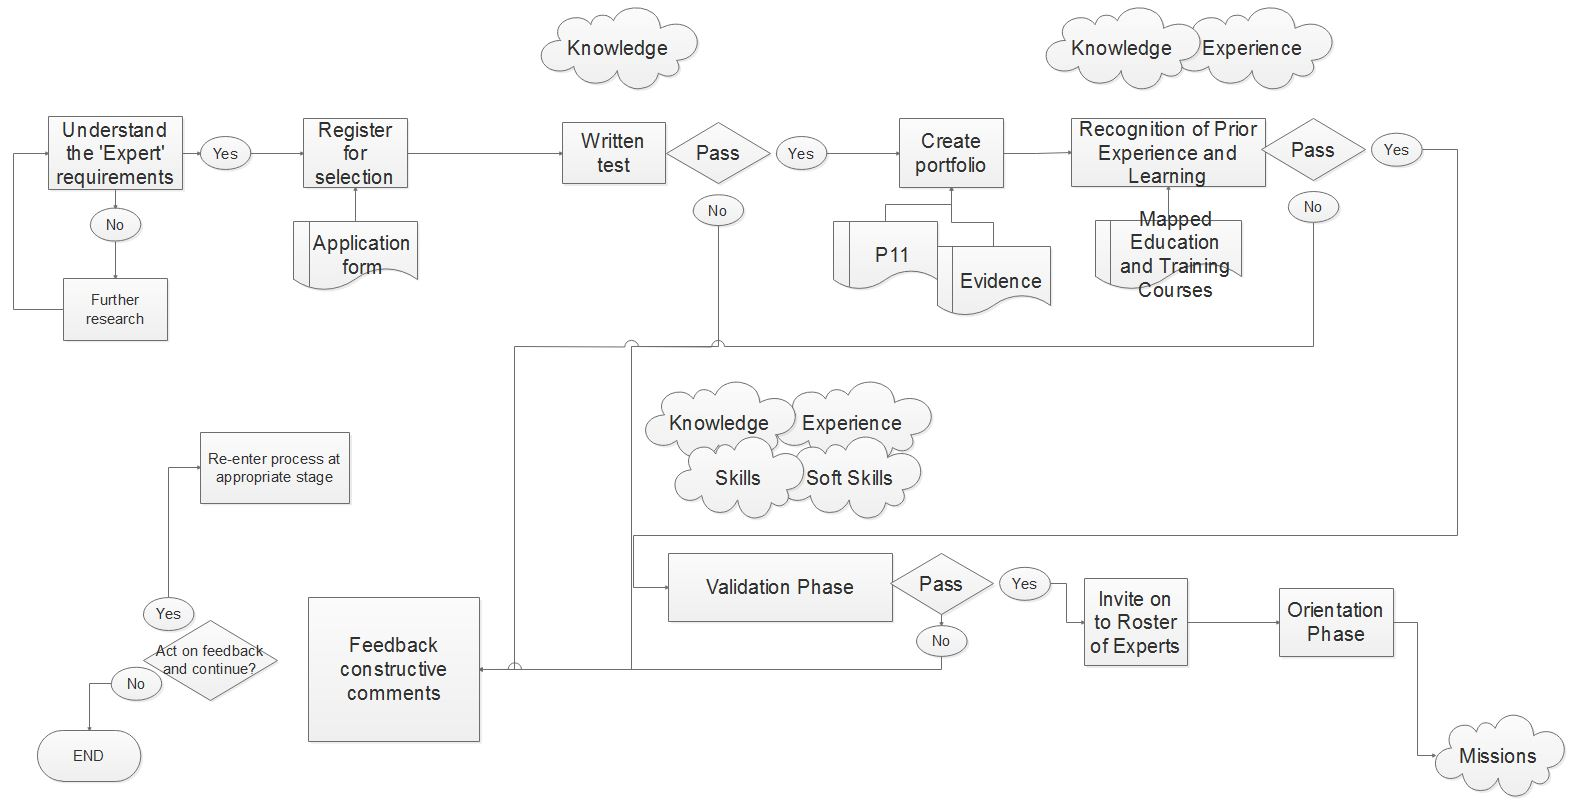 Knowledge
Knowledge
Experience
Understand
the 'Expert'
requirements
Yes
Register
for
selection
Written
test
Pass
Yes
Create
portfolio
Recognition of Prior
Experience and
Learning
Pass
Yes
No
No
No
Application
form
P11
Evidence
Mapped
Education
and Training
Courses
Further
research
Knowledge
Experience
Skills
Soft Skills
Re-enter process at
appropriate stage
Yes
Act on feedback
and continue?
No
END
Feedback
constructive
comments
Validation Phase
Pass
Yes
No
Invite on
to Roster
of Experts
Orientation
Phase
Missions